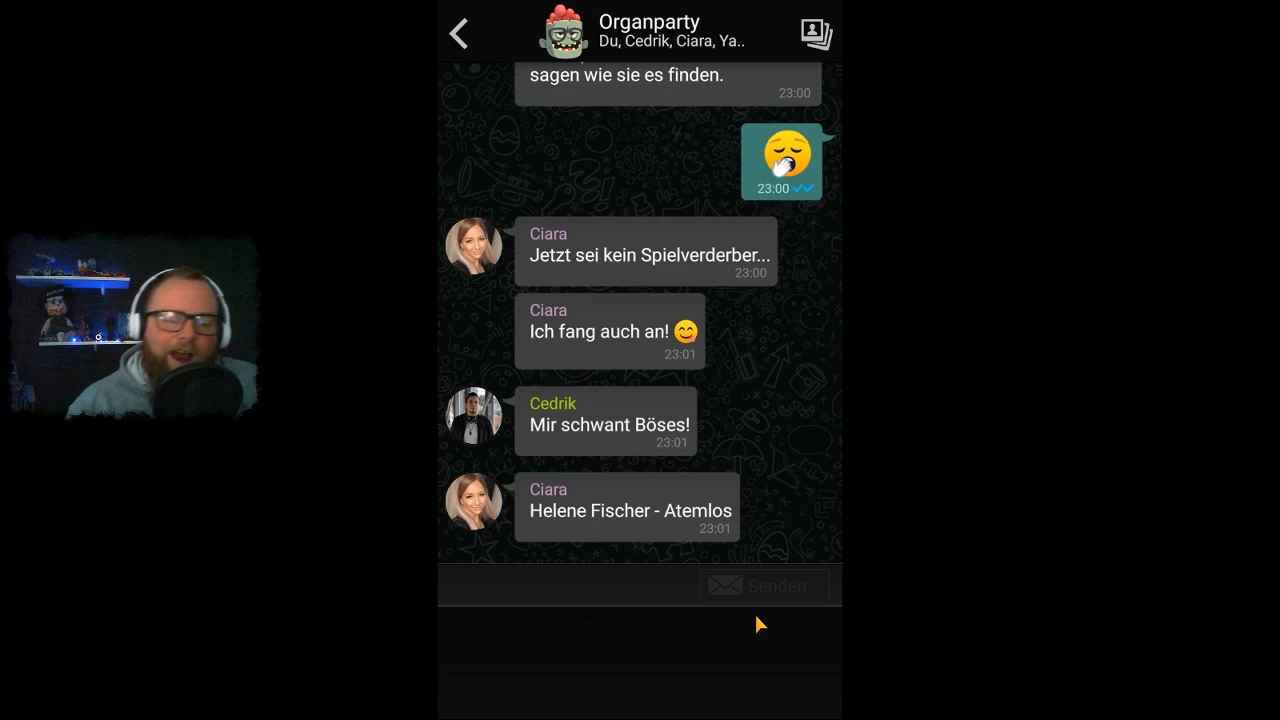 Organparty
Du, Cedrik, Ciara, Ya..
sagen wie sie es finden.
23:00
23:00
Ciara
Jetzt sei kein Spielverderber...
23:00
Ciara
Ich fang auch an! 😋
23:01
Cedrik
Mir schwant Böses!
23:01
Ciara
Helene Fischer - Atemlos
23:01
Senden